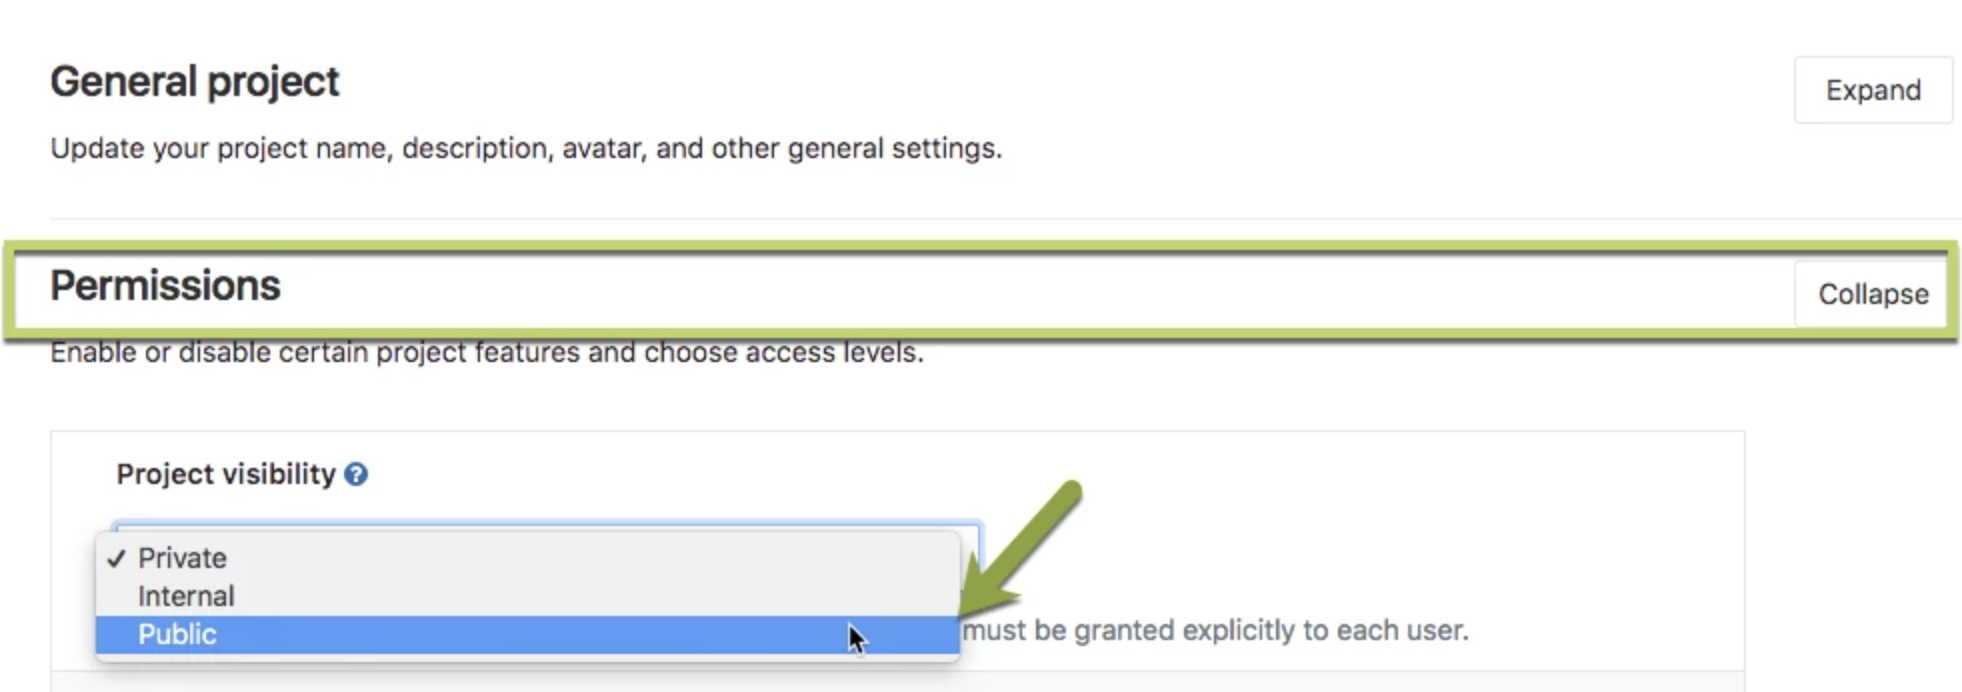 General project
Expand
Update your project name, description, avatar, and other general settings.
Permissions
Collapse
Enable or disable certain project features and choose access levels.
Project visibility ?
✓ Private
Internal
Public
must be granted explicitly to each user.